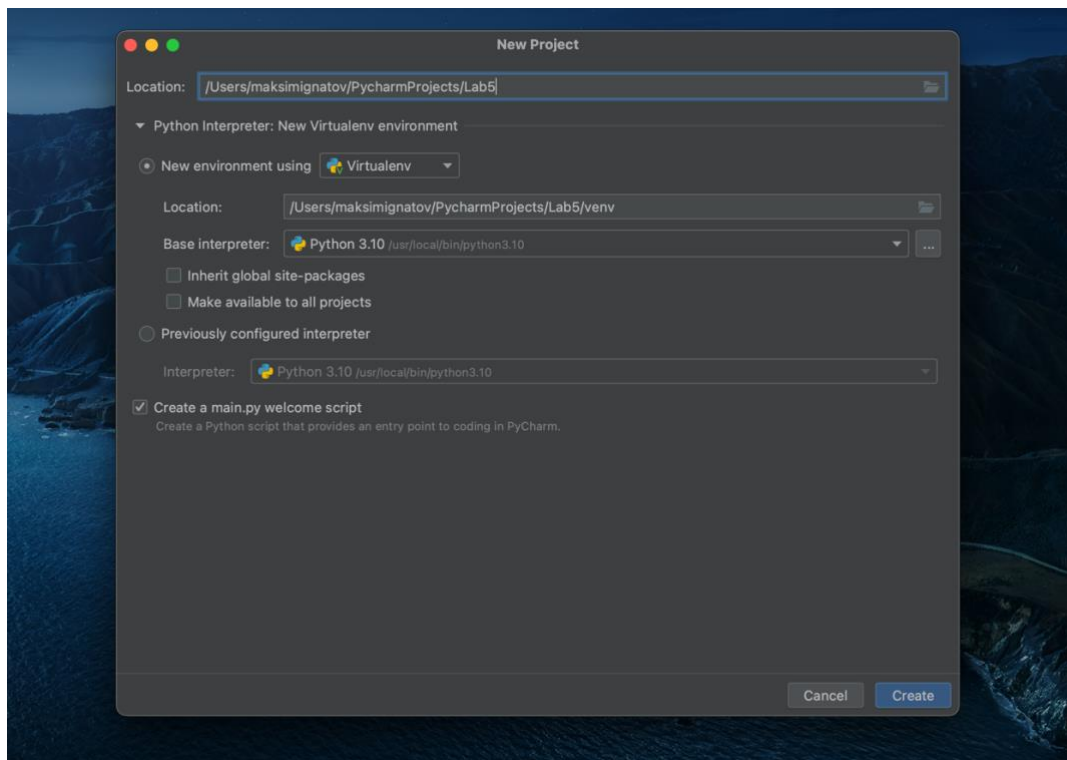 New Project
Location: /Users/maksimignatov/PycharmProjects/Lab5
Python Interpreter: New Virtualenv environment
New environment using Virtualenv
Location: /Users/maksimignatov/PycharmProjects/Lab5/venv
Base interpreter: Python 3.10 /usr/local/bin/python3.10 ...
Inherit global site-packages
Make available to all projects
Previously configured interpreter
Interpreter: Python 3.10 /usr/local/bin/python3.10
Create a main.py welcome script
Create a Python script that provides an entry point to coding in PyCharm.
Cancel Create